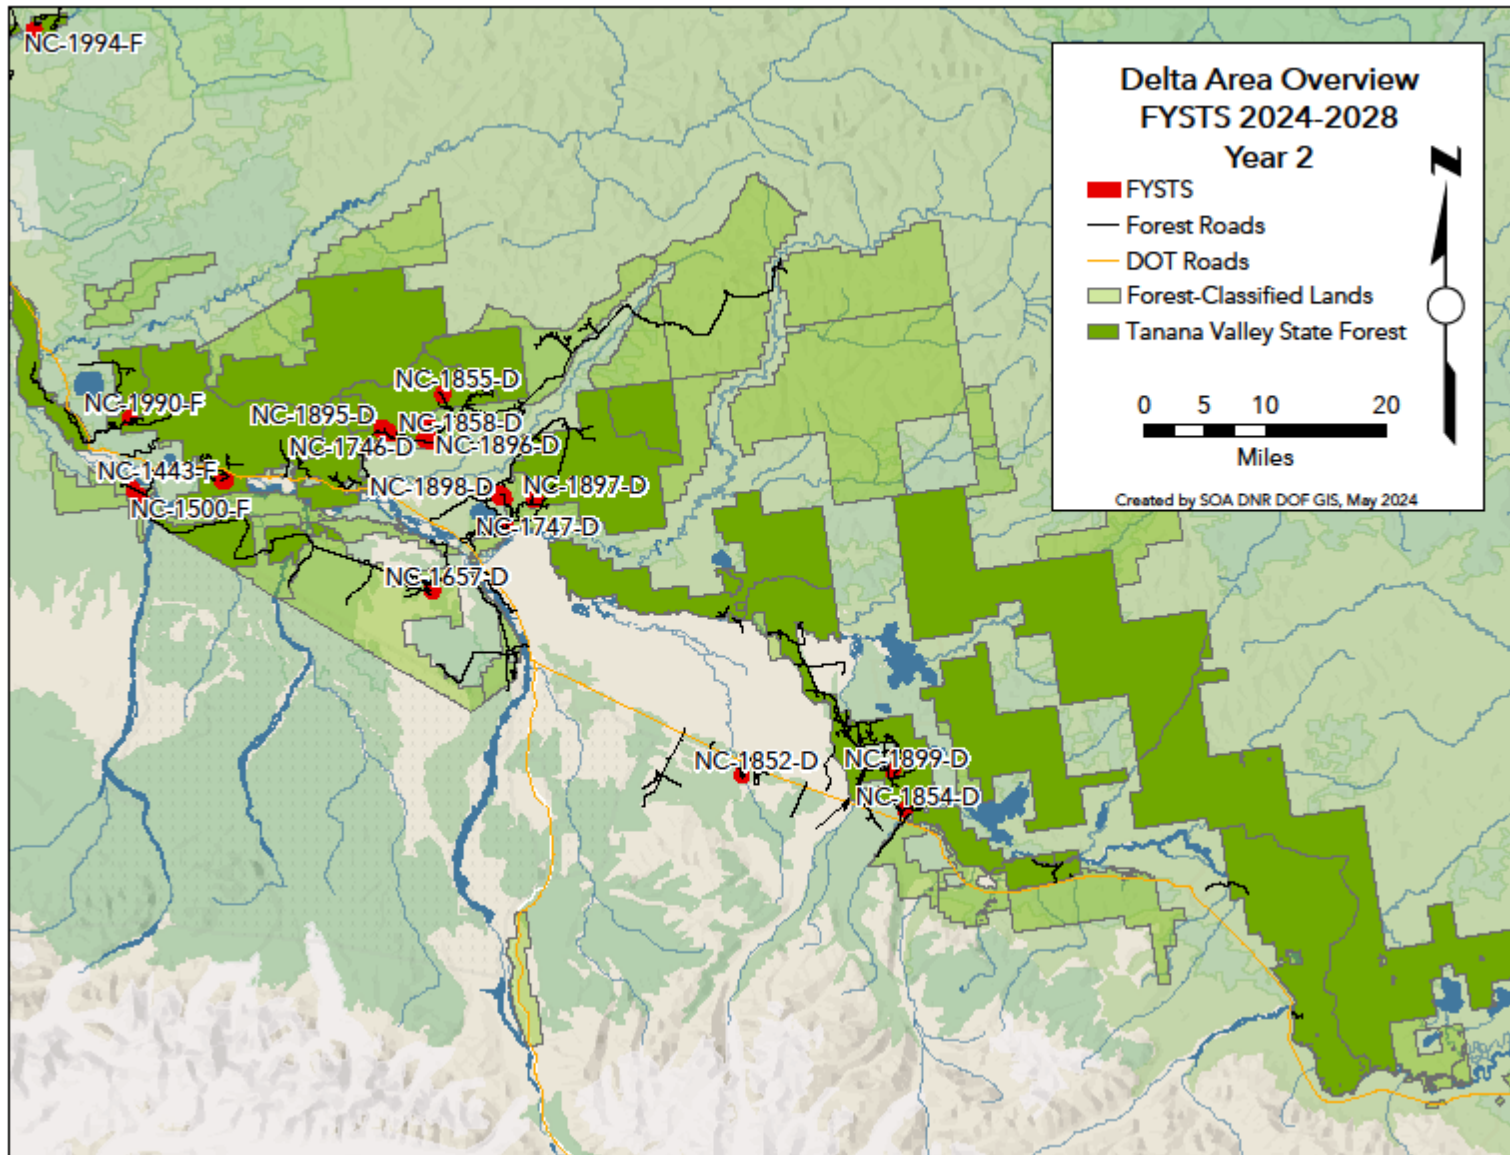 NC-1994-F
Delta Area Overview
FYSTS 2024-2028
Year 2
FYSTS
Forest Roads
DOT Roads
Forest-Classified Lands
Tanana Valley State Forest
N
0 5 10 20
Miles
Created by SOA DNR DOF GIS, May 2024
NC-1855-D
NC-1990-F
NC-1895-D
NC-1858-D
NC-1746-D
NC-1896-D
NC-1443-F
NC-1898-D
NC-1897-D
NC-1500-F
NC-1747-D
NC-1657-D
NC-1852-D
NC-1899-D
NC-1854-D